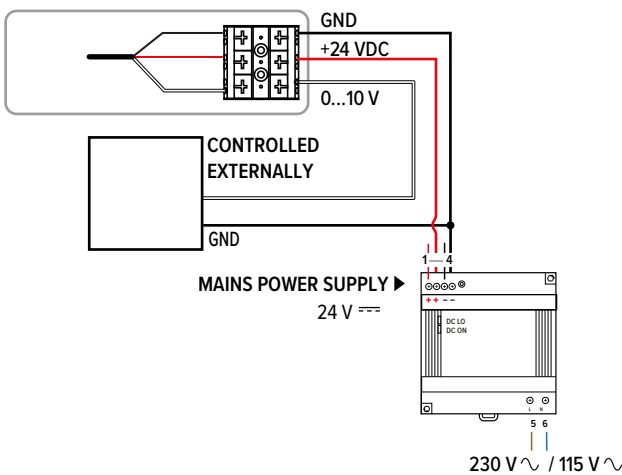 GND
+24 VDC
0...10 V
CONTROLLED
EXTERNALLY
GND
1 — 4
MAINS POWER SUPPLY
24 V
+ + - -
DC LO
DC ON
L N
5 6
230 V ~ / 115 V ~